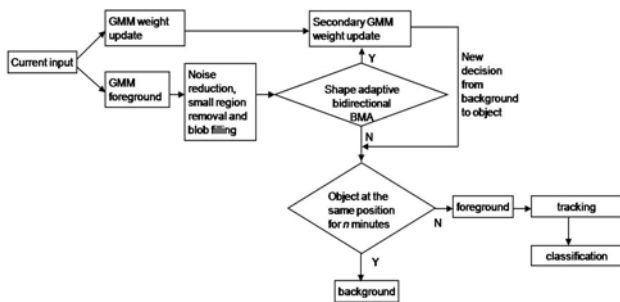 GMM weight
update
Secondary GMM
weight update
Current input
GMM
foreground
Noise
reduction,
small region
removal and
blob filling
Y
Shape adaptive
bidirectional
BMA
New
decision
from
background
to object
N
Object at the
same position
for n minutes
N
foreground
tracking
Y
classification
background